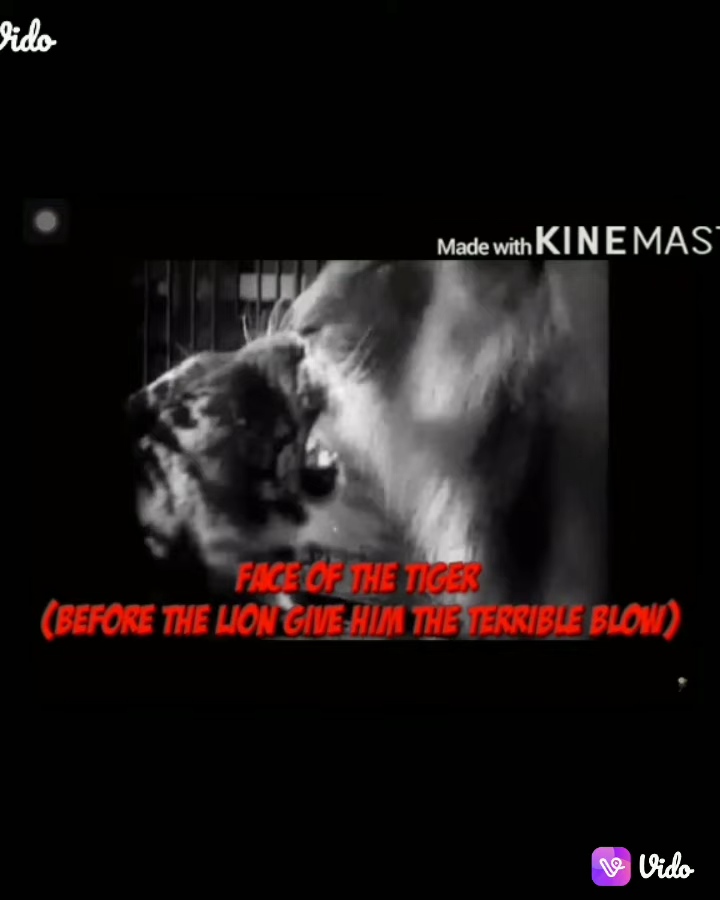 Vido
Made with KINEMAST
FACE OF THE TIGER
(BEFORE THE LION GIVE HIM THE TERRIBLE BLOW)
Vido